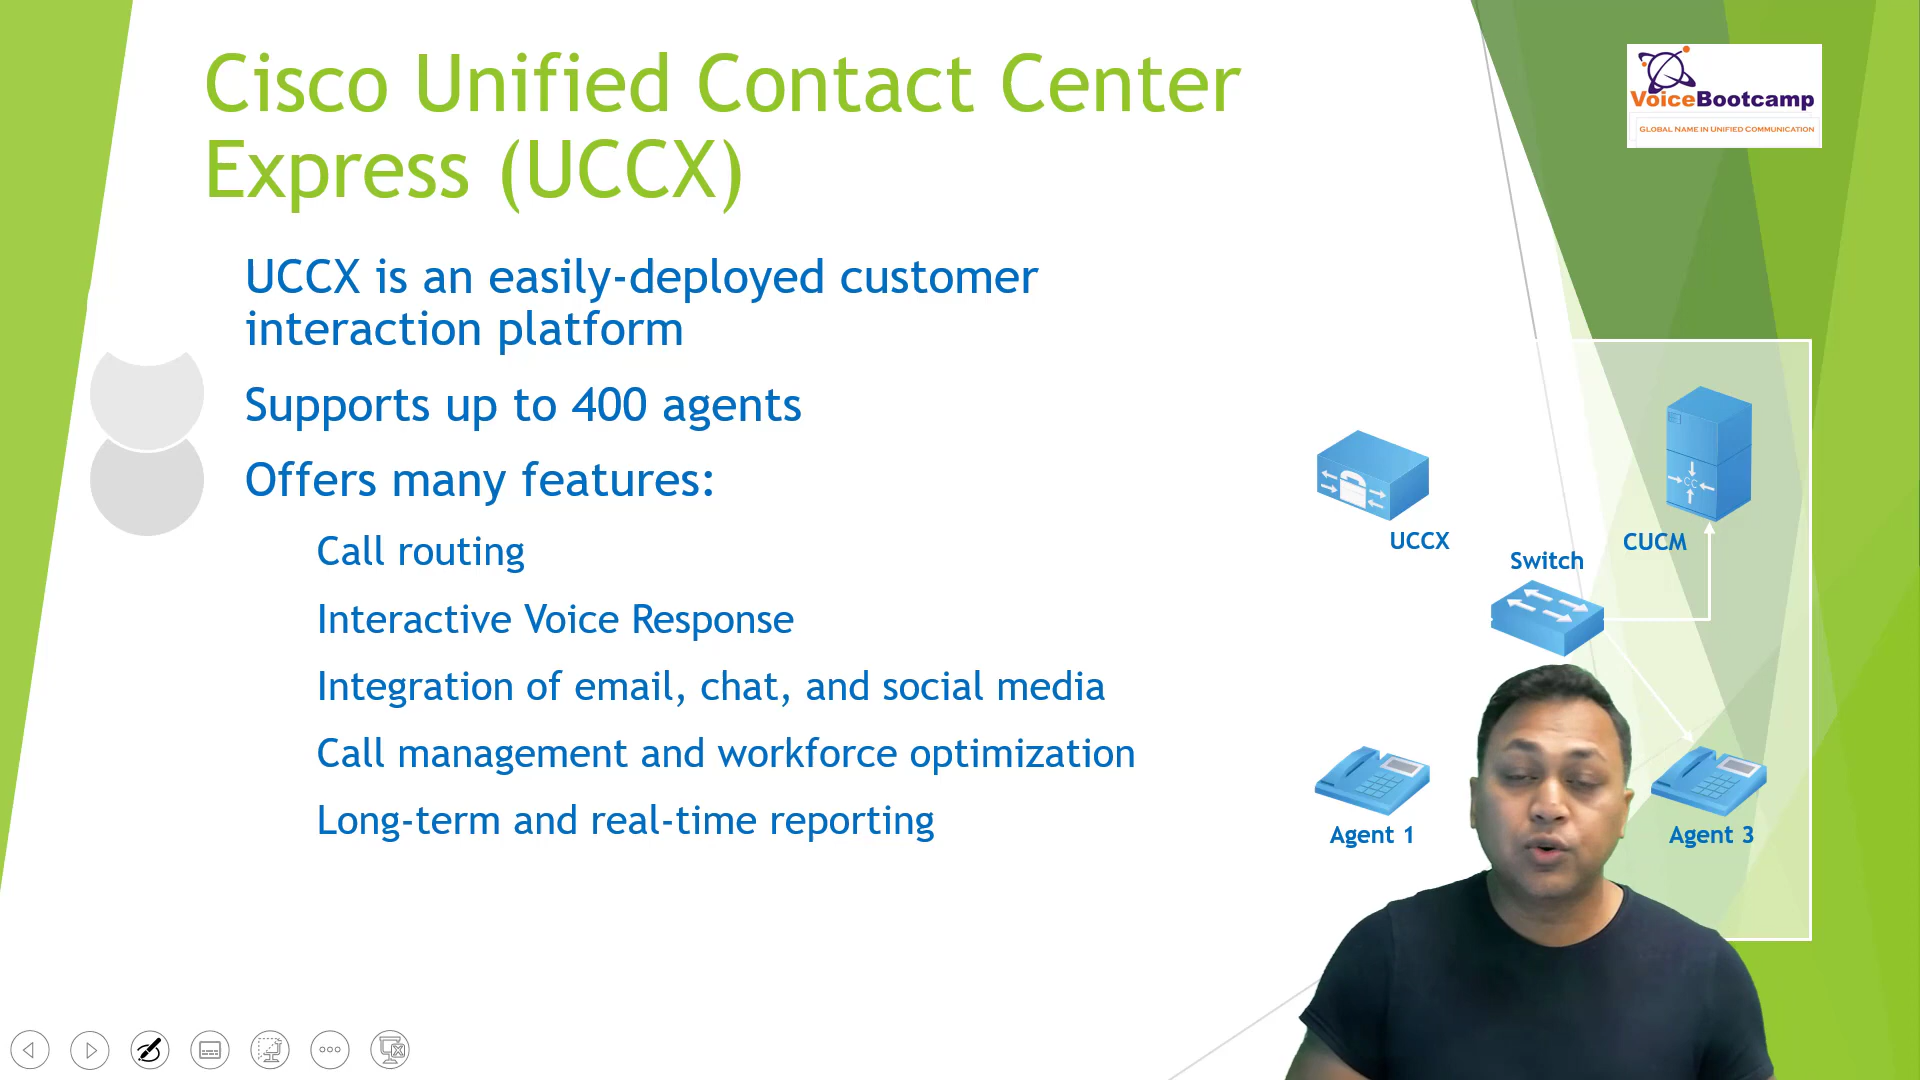 Cisco Unified Contact Center
Express (UCCX)
VoiceBootcamp
GLOBAL NAME IN UNIFIED COMMUNICATION
UCCX is an easily-deployed customer
interaction platform
Supports up to 400 agents
Offers many features:
Call routing
Interactive Voice Response
Integration of email, chat, and social media
Call management and workforce optimization
Long-term and real-time reporting
CC
UCCX
CUCM
Switch
Agent 1
Agent 3